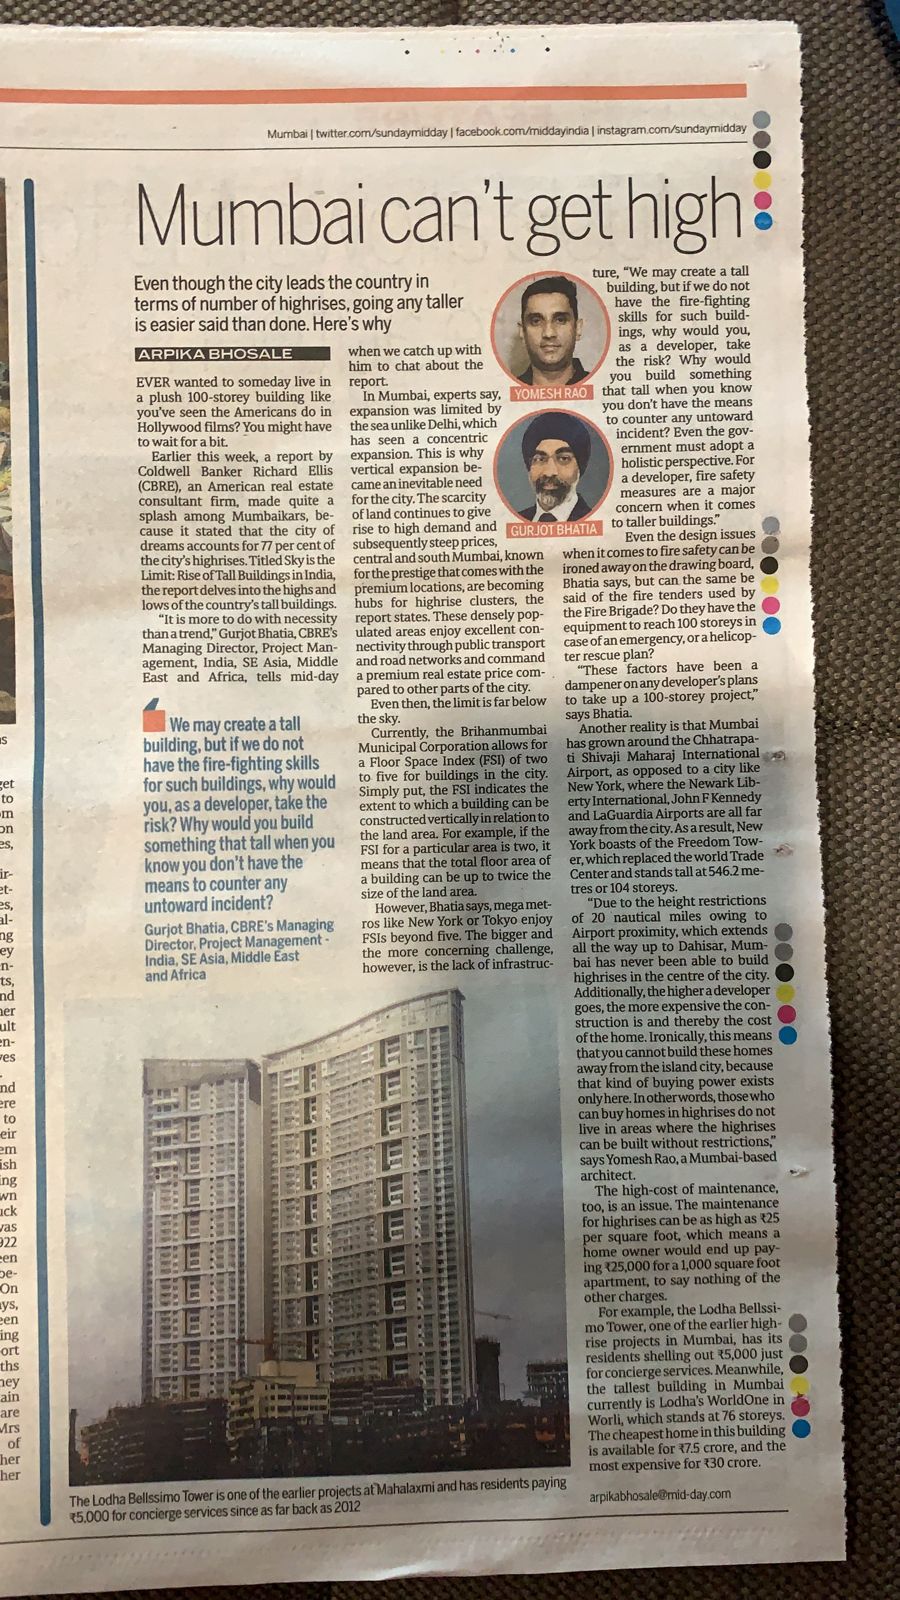 Mumbai | twitter.com/sundaymidday | facebook.com/middayindia | instagram.com/sundaymidday
Mumbai can't get high
Even though the city leads the country in
terms of number of highrises, going any taller
is easier said than done. Here's why
ARPIKA BHOSALE
EVER wanted to someday live in
a plush 100-storey building like
you've seen the Americans do in
Hollywood films? You might have
to wait for a bit.
Earlier this week, a report by
Coldwell Banker Richard Ellis
(CBRE), an American real estate
consultant firm, made quite a
splash among Mumbaikars, be-
cause it stated that the city of
dreams accounts for 77 per cent of
the city's highrises. Titled Sky is the
Limit: Rise of Tall Buildings in India,
the report delves into the highs and
lows of the country's tall buildings.
"It is more to do with necessity
than a trend," Gurjot Bhatia, CBRE's
Managing Director, Project Man-
agement, India, SE Asia, Middle
East and Africa, tells mid-day
We may create a tall
building, but if we do not
have the fire-fighting skills
for such buildings, why would
you, as a developer, take the
risk? Why would you build
something that tall when you
know you don't have the
means to counter any
untoward incident?
Gurjot Bhatia, CBRE's Managing
Director, Project Management -
India, SE Asia, Middle East
and Africa
when we catch up with
him to chat about the
report.
In Mumbai, experts say,
expansion was limited by
the sea unlike Delhi, which
has seen a concentric
expansion. This is why
vertical expansion be-
came an inevitable need
for the city. The scarcity
of land continues to give
rise to high demand and
subsequently steep prices,
central and south Mumbai, known
for the prestige that comes with the
premium locations, are becoming
hubs for highrise clusters, the
report states. These densely pop-
ulated areas enjoy excellent con-
nectivity through public transport
and road networks and command
a premium real estate price com-
pared to other parts of the city.
Even then, the limit is far below
the sky.
Currently, the Brihanmumbai
Municipal Corporation allows for
a Floor Space Index (FSI) of two
to five for buildings in the city.
Simply put, the FSI indicates the
extent to which a building can be
constructed vertically in relation to
the land area. For example, if the
FSI for a particular area is two, it
means that the total floor area of
a building can be up to twice the
size of the land area.
However, Bhatia says, mega met-
ros like New York or Tokyo enjoy
FSIs beyond five. The bigger and
the more concerning challenge,
however, is the lack of infrastruc-
YOMESH RAO
GURJOT BHATIA
ture, "We may create a tall
building, but if we do not
have the fire-fighting
skills for such build-
ings, why would you,
as a developer, take
the risk? Why would
you build something
that tall when you know
you don't have the means
to counter any untoward
incident? Even the gov-
ernment must adopt a
holistic perspective. For
a developer, fire safety
measures are a major
concern when it comes
to taller buildings."
Even the design issues
when it comes to fire safety can be
ironed away on the drawing board,
Bhatia says, but can the same be
said of the fire tenders used by
the Fire Brigade? Do they have the
equipment to reach 100 storeys in
case of an emergency, or a helicop-
ter rescue plan?
"These factors have been a
dampener on any developer's plans
to take up a 100-storey project,"
says Bhatia.
Another reality is that Mumbai
has grown around the Chhatrapa-
ti Shivaji Maharaj International
Airport, as opposed to a city like
New York, where the Newark Lib-
erty International, John F Kennedy
and LaGuardia Airports are all far
away from the city. As a result, New
York boasts of the Freedom Tow-
er, which replaced the world Trade
Center and stands tall at 546.2 me-
tres or 104 storeys.
"Due to the height restrictions
of 20 nautical miles owing to
Airport proximity, which extends
all the way up to Dahisar, Mum-
bai has never been able to build
highrises in the centre of the city.
Additionally, the higher a developer
goes, the more expensive the con-
struction is and thereby the cost
of the home. Ironically, this means
that you cannot build these homes
away from the island city, because
that kind of buying power exists
only here. In other words, those who
can buy homes in highrises do not
live in areas where the highrises
can be built without restrictions,"
says Yomesh Rao, a Mumbai-based
architect.
The high-cost of maintenance,
too, is an issue. The maintenance
for highrises can be as high as ₹25
per square foot, which means a
home owner would end up pay-
ing ₹25,000 for a 1,000 square foot
apartment, to say nothing of the
other charges.
For example, the Lodha Bellssi-
mo Tower, one of the earlier high-
rise projects in Mumbai, has its
residents shelling out ₹5,000 just
for concierge services. Meanwhile,
the tallest building in Mumbai
currently is Lodha's WorldOne in
Worli, which stands at 76 storeys.
The cheapest home in this building
is available for ₹7.5 crore, and the
most expensive for ₹30 crore.
arpikabhosale@mid-day.com
The Lodha Bellssimo Tower is one of the earlier projects at Mahalaxmi and has residents paying
₹5,000 for concierge services since as far back as 2012